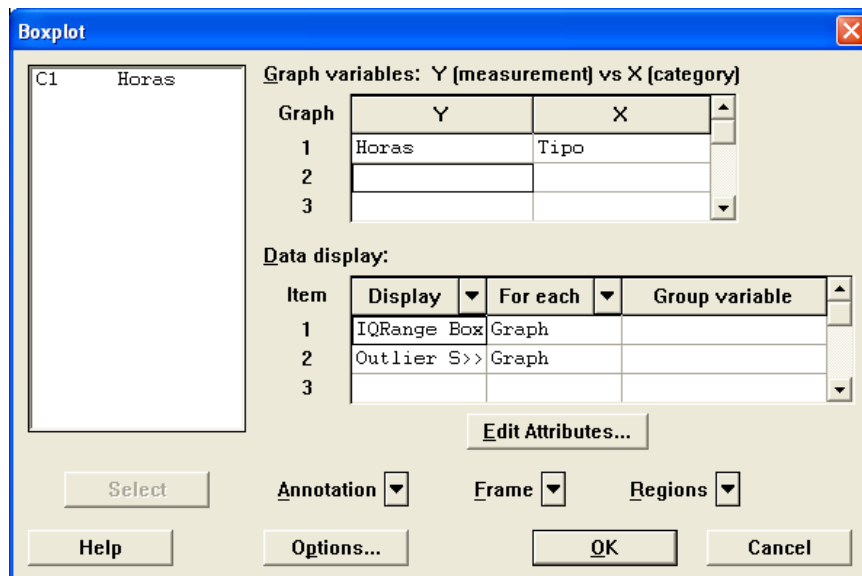 Boxplot
C1 Horas
Graph variables: Y (measurement) vs X (category)
Graph Y X
1 Horas Tipo
2
3
Data display:
Item Display For each Group variable
1 IQRange Box Graph
2 Outlier S>> Graph
3
Edit Attributes...
Select Annotation Frame Regions
Help Options... OK Cancel